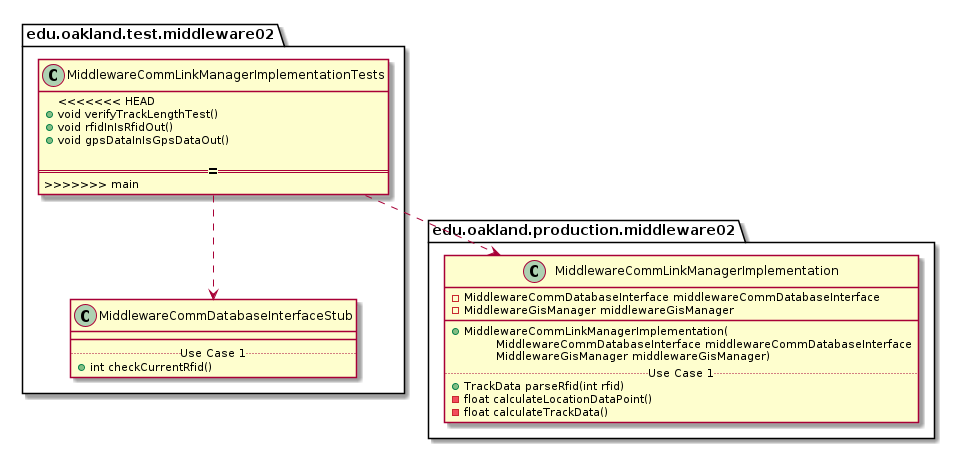 edu.oakland.test.middleware02
C MiddlewareCommLinkManagerImplementationTests
<<<<<<< HEAD
void verifyTrackLengthTest()
void rfidInIsRfidOut()
void gpsDataInIsGpsDataOut()
=
>>>>>>> main
edu.oakland.production.middleware02
C MiddlewareCommLinkManagerImplementation
MiddlewareCommDatabaseInterface middlewareCommDatabaseInterface
MiddlewareGisManager middlewareGisManager
MiddlewareCommLinkManagerImplementation(
MiddlewareCommDatabaseInterface middlewareCommDatabaseInterface
MiddlewareGisManager middlewareGisManager)
Use Case 1
TrackData parseRfid(int rfid)
float calculateLocationDataPoint()
float calculateTrackData()
C MiddlewareCommDatabaseInterfaceStub
Use Case 1
int checkCurrentRfid()